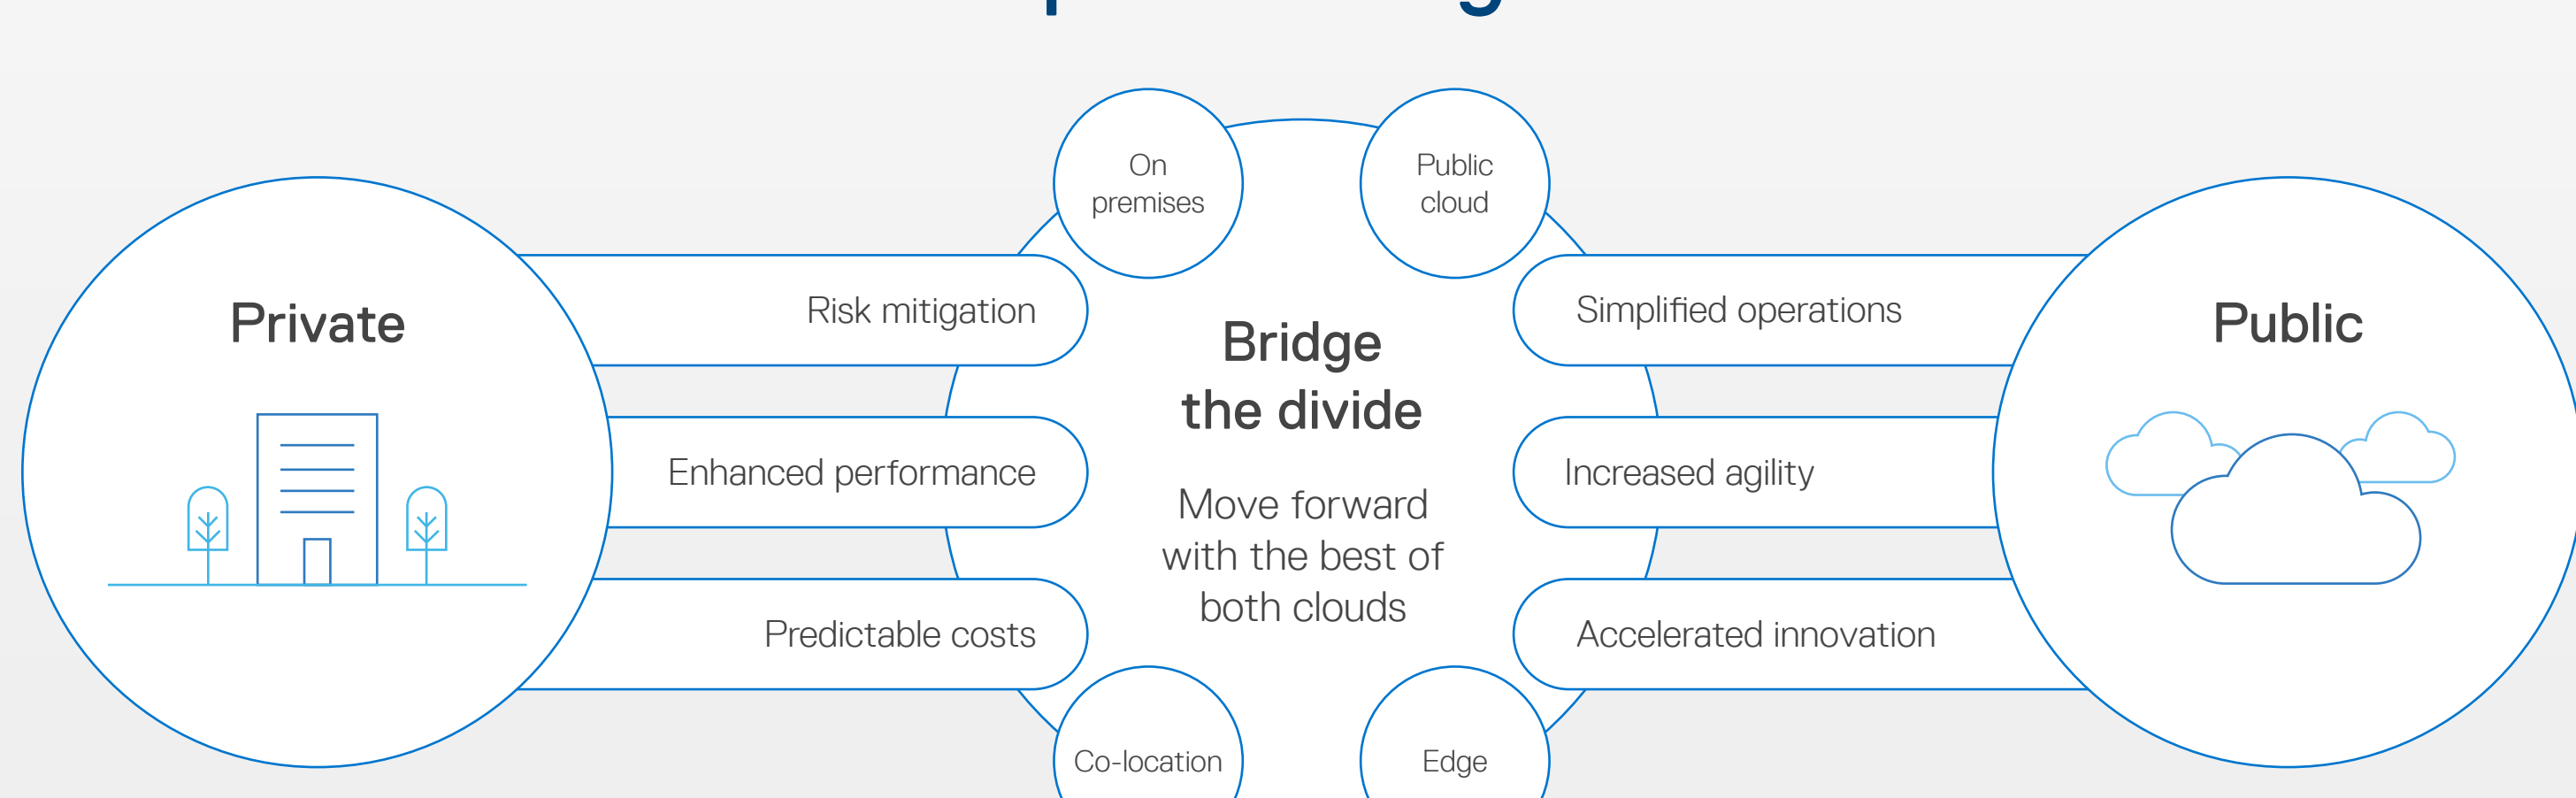 On
premises
Public
cloud
Private
Risk mitigation
Enhanced performance
Predictable costs
Bridge
the divide
Move forward
with the best of
both clouds
Simplified operations
Increased agility
Accelerated innovation
Public
Co-location
Edge